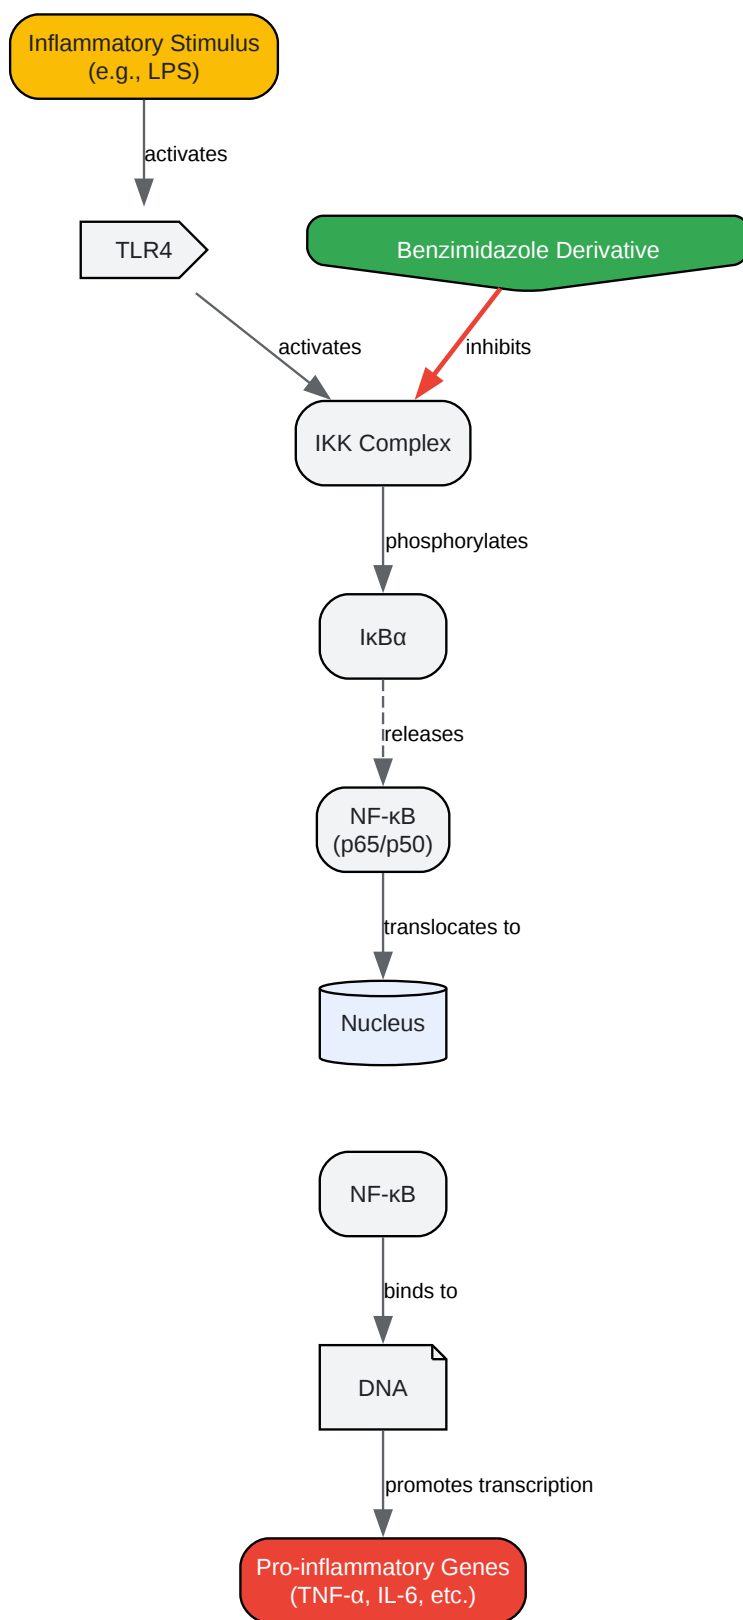 Inflammatory Stimulus
(e.g., LPS)
activates
TLR4
Benzimidazole Derivative
activates
inhibits
IKK Complex
phosphorylates
IκBα
releases
NF-κB
(p65/p50)
translocates to
Nucleus
NF-κB
binds to
DNA
promotes transcription
Pro-inflammatory Genes
(TNF-α, IL-6, etc.)